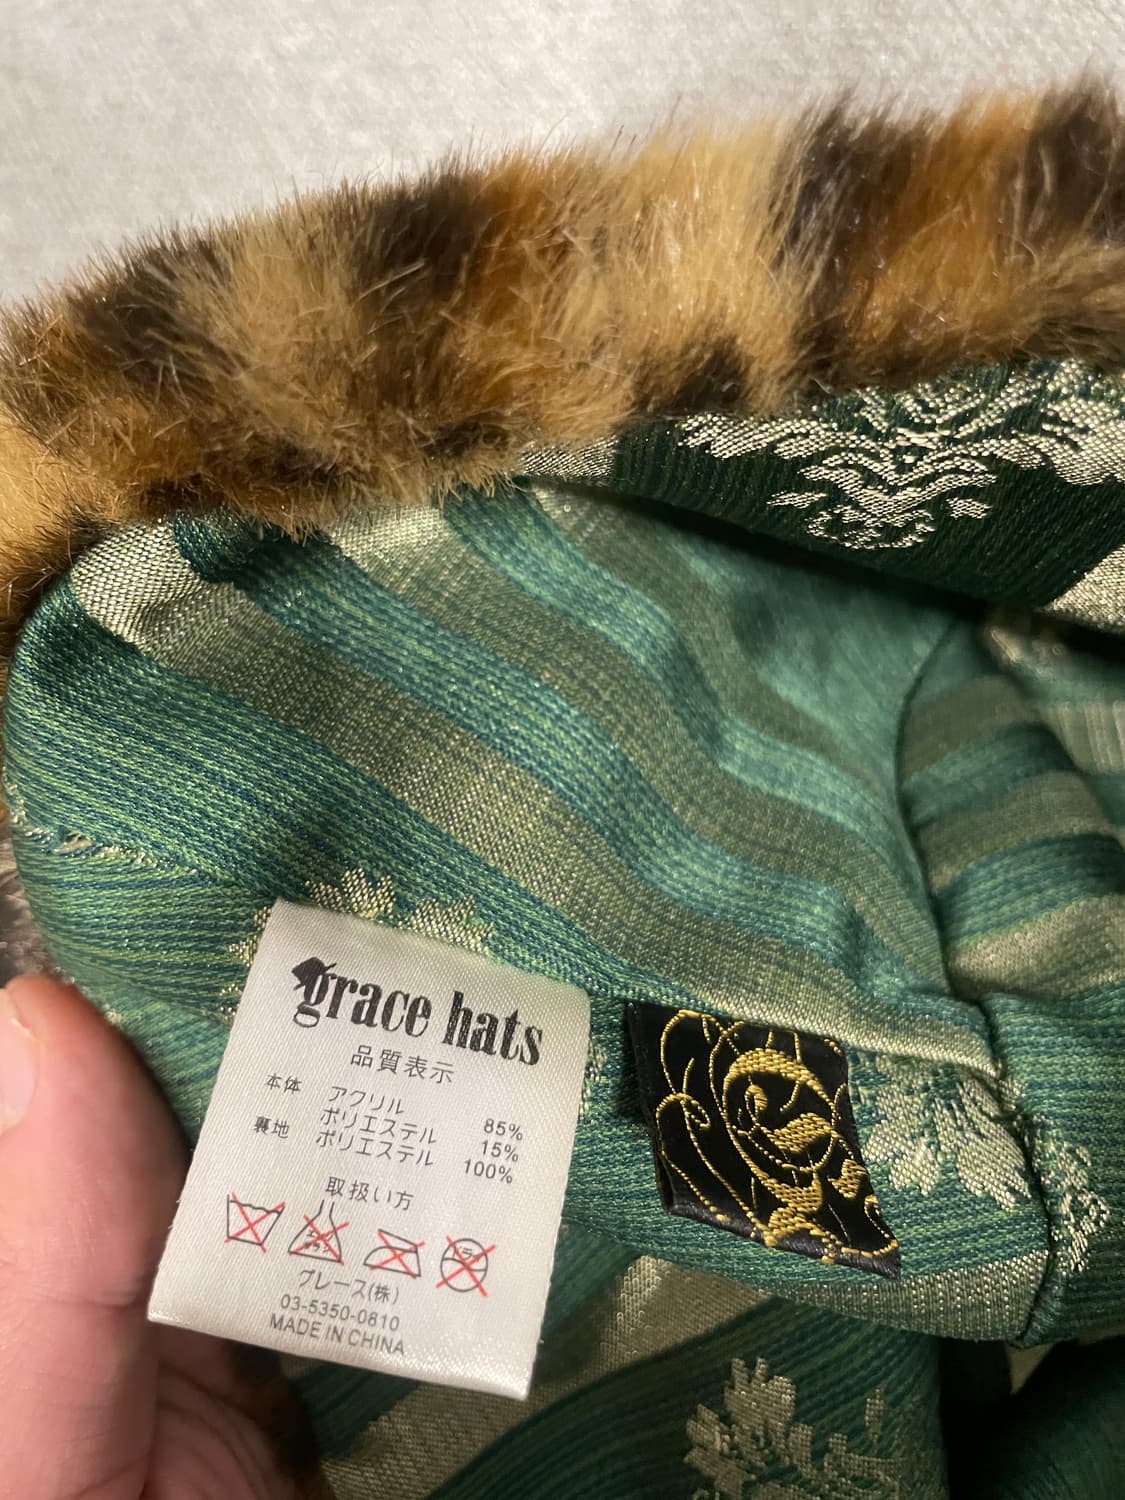 grace hats
品質表示
本体 アクリル 85%
ポリエステル 15%
裏地 ポリエステル 100%
取扱い方
グレース(株)
03-5350-0810
MADE IN CHINA